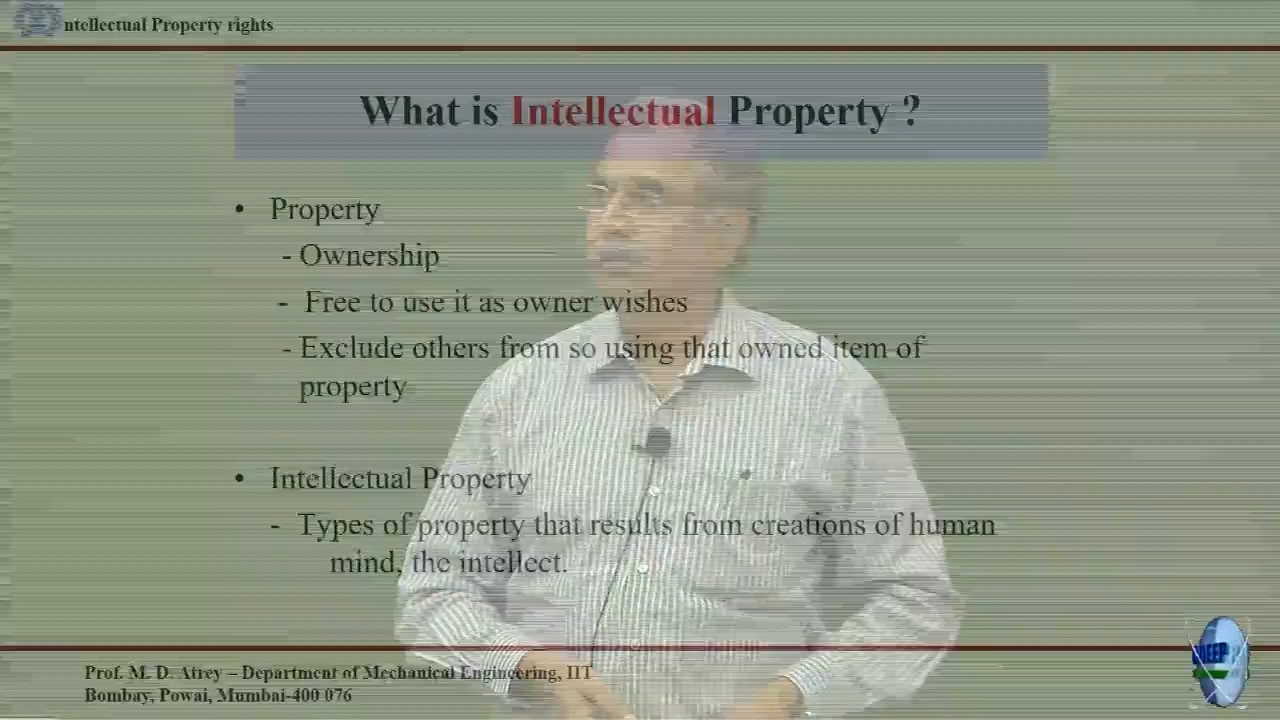 ntellectual Property rights
What is Intellectual Property ?
• Property
- Ownership
- Free to use it as owner wishes
- Exclude others from so using that owned item of
property
• Intellectual Property
- Types of property that results from creations of human
mind, the intellect.
Prof. M. D. Atrey – Department of Mechanical Engineering, IIT
Bombay, Powai, Mumbai-400 076